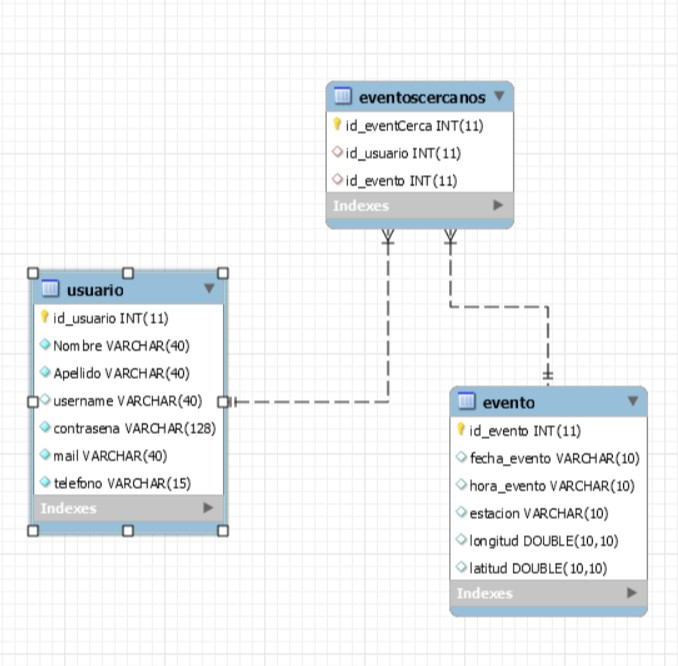 eventoscercanos
id_eventCerca INT(11)
id_usuario INT(11)
id_evento INT(11)
Indexes
usuario
id_usuario INT(11)
Nombre VARCHAR(40)
Apellido VARCHAR(40)
username VARCHAR(40)
contrasena VARCHAR(128)
mail VARCHAR(40)
telefono VARCHAR(15)
Indexes
evento
id_evento INT(11)
fecha_evento VARCHAR(10)
hora_evento VARCHAR(10)
estacion VARCHAR(10)
longitud DOUBLE(10,10)
latitud DOUBLE(10,10)
Indexes